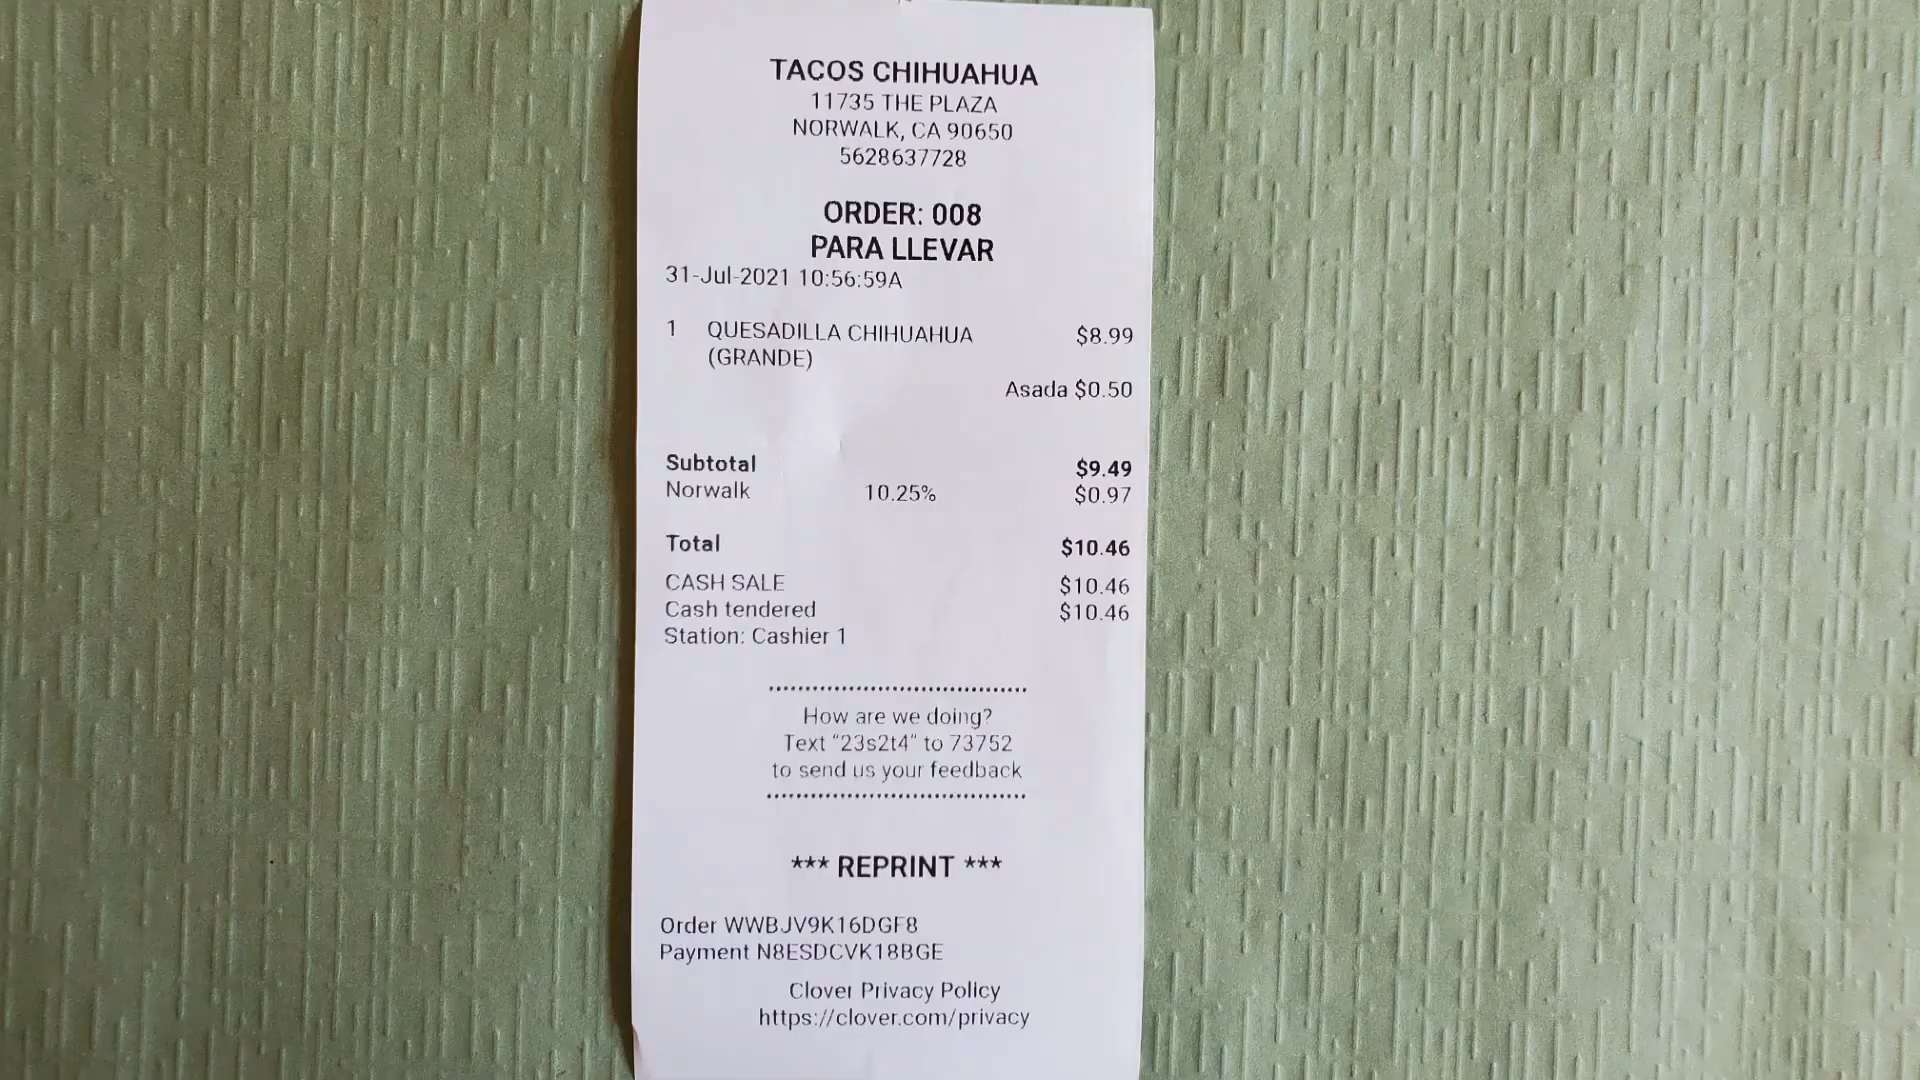 TACOS CHIHUAHUA
11735 THE PLAZA
NORWALK, CA 90650
5628637728
ORDER: 008
PARA LLEVAR
31-Jul-2021 10:56:59A
1 QUESADILLA CHIHUAHUA $8.99
(GRANDE)
Asada $0.50
Subtotal $9.49
Norwalk 10.25% $0.97
Total $10.46
CASH SALE $10.46
Cash tendered $10.46
Station: Cashier 1
How are we doing?
Text "23s2t4" to 73752
to send us your feedback
*** REPRINT ***
Order WWBJV9K16DGF8
Payment N8ESDCVK18BGE
Clover Privacy Policy
https://clover.com/privacy